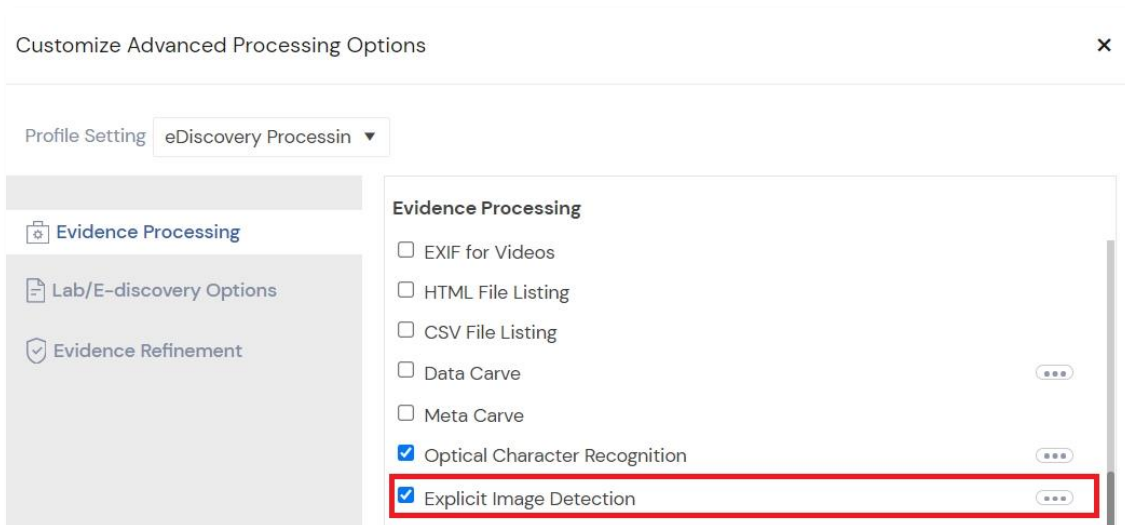 Customize Advanced Processing Options
Profile Setting eDiscovery Processin
Evidence Processing
Lab/E-discovery Options
Evidence Refinement
Evidence Processing
EXIF for Videos
HTML File Listing
CSV File Listing
Data Carve
Meta Carve
Optical Character Recognition
Explicit Image Detection